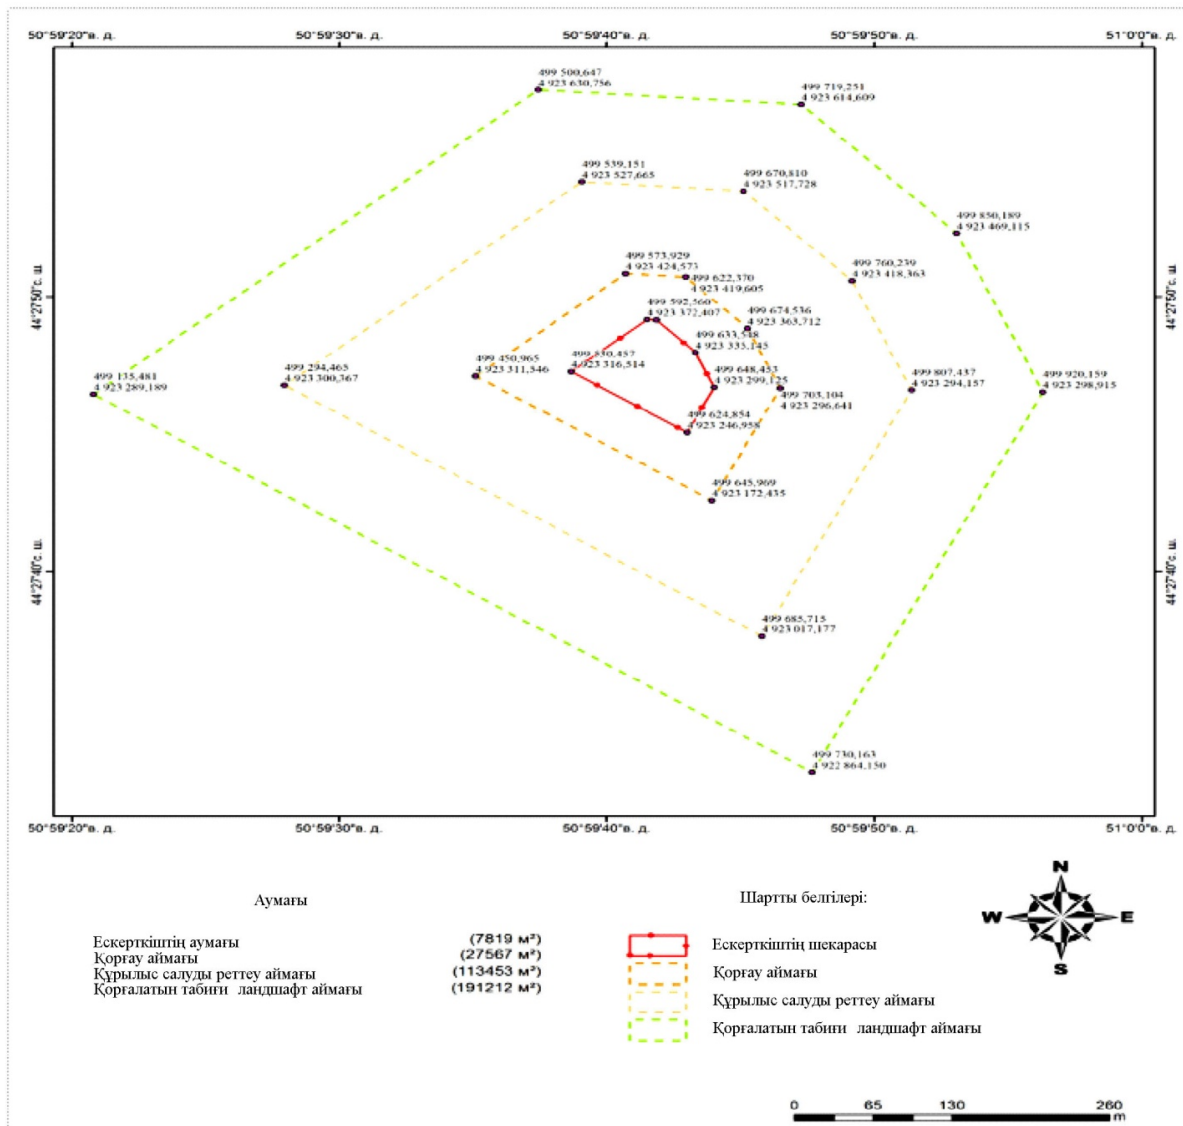 50°59'20"в. д.
50°59'30"в. д.
50°59'40"в. д.
50°59'50"в. д.
51°0'0"в. д.
499 500,647
4 923 630,756
499 719,251
4 923 614,609
499 539,151
4 923 527,665
499 670,810
4 923 517,728
499 850,189
4 923 469,115
499 573,929
4 923 424,573
499 760,239
4 923 418,363
499 622,370
4 923 419,605
44°27'50"с. ш.
44°27'50"с. ш.
499 592,560
4 923 372,407
499 674,536
4 923 363,712
499 633,548
4 923 335,145
499 135,481
4 923 289,189
499 294,465
4 923 300,367
499 450,965
4 923 311,546
499 550,457
4 923 316,514
499 648,453
4 923 299,125
499 703,104
4 923 296,641
499 807,437
4 923 294,157
499 920,159
4 923 298,915
499 624,854
4 923 246,958
499 645,969
4 923 172,435
44°27'40"с. ш.
44°27'40"с. ш.
499 685,715
4 923 017,177
499 730,163
4 922 864,150
50°59'20"в. д.
50°59'30"в. д.
50°59'40"в. д.
50°59'50"в. д.
51°0'0"в. д.
Аумағы
Ескерткіштің аумағы (7819 м²)
Қорғау аймағы (27567 м²)
Құрылыс салуды реттеу аймағы (113453 м²)
Қорғалатын табиғи ландшафт аймағы (191212 м²)
Шартты белгілері:
Ескерткіштің шекарасы
Қорғау аймағы
Құрылыс салуды реттеу аймағы
Қорғалатын табиғи ландшафт аймағы
N
W E
S
0 65 130 260
m